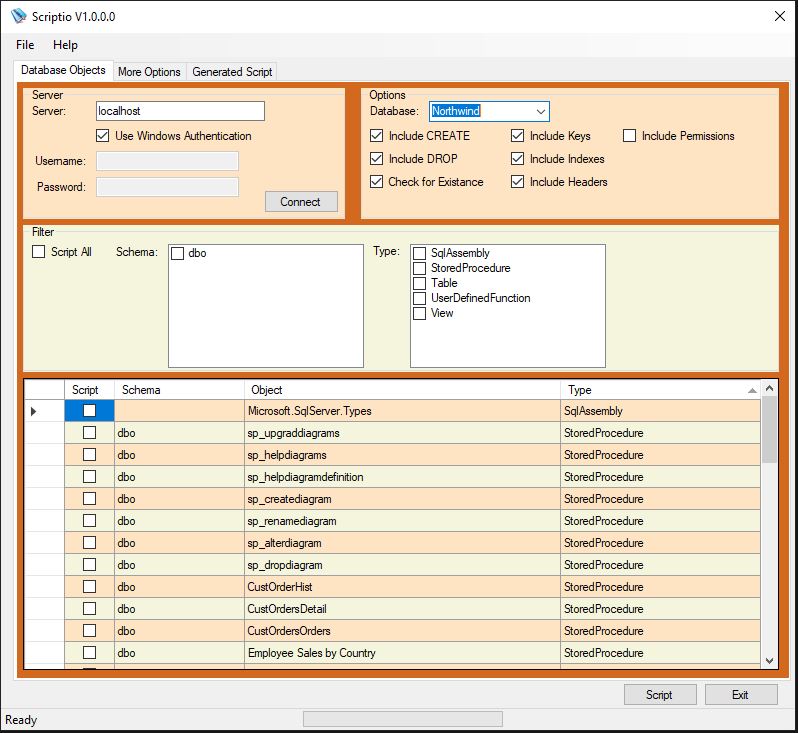 Scriptio V1.0.0.0
File Help
Database Objects More Options Generated Script
Server
Server: localhost
Use Windows Authentication
Username:
Password:
Connect
Options
Database: Northwind
Include CREATE Include Keys Include Permissions
Include DROP Include Indexes
Check for Existance Include Headers
Filter
Script All Schema: dbo Type: SqlAssembly
StoredProcedure
Table
UserDefinedFunction
View
Script Schema Object Type
Microsoft.SqlServer.Types SqlAssembly
dbo sp_upgraddiagrams StoredProcedure
dbo sp_helpdiagrams StoredProcedure
dbo sp_helpdiagramdefinition StoredProcedure
dbo sp_creatediagram StoredProcedure
dbo sp_renamediagram StoredProcedure
dbo sp_alterdiagram StoredProcedure
dbo sp_dropdiagram StoredProcedure
dbo CustOrderHist StoredProcedure
dbo CustOrdersDetail StoredProcedure
dbo CustOrdersOrders StoredProcedure
dbo Employee Sales by Country StoredProcedure
Script Exit
Ready